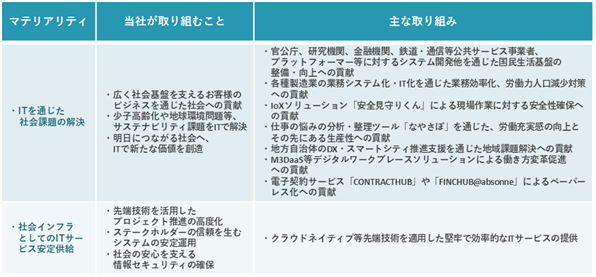 マテリアリティ
当社が取り組むこと
主な取り組み
・ITを通じた
社会課題の解決
・広く社会基盤を支えるお客様の
ビジネスを通じた社会への貢献
・少子高齢化や地球環境問題等、
サステナビリティ課題をITで解決
・明日につながる社会へ、
ITで新たな価値を創造
・官公庁、研究機関、金融機関、鉄道・通信等公共サービス事業者、
プラットフォーマー等に対するシステム開発他を通じた国民生活基盤の
整備・向上への貢献
・各種製造業の業務システム化・IT化を通じた業務効率化、労働力人口減少対策
への貢献
・IoXソリューション「安全見守りくん」による現場作業に対する安全性確保へ
の貢献
・仕事の悩みの分析・整理ツール「なやさぽ」を通じた、労働充実感の向上と
その先にある生産性への貢献
・地方自治体のDX・スマートシティ推進支援を通じた地域課題解決への貢献
・M3DaaS等デジタルワークプレースソリューションによる働き方変革促進
への貢献
・電子契約サービス「CONTRACTHUB」や「FINCHUB@absonne」によるペーパー
レス化への貢献
・社会インフラ
としてのITサー
ビス安定供給
・先端技術を活用した
プロジェクト推進の高度化
・ステークホルダーの信頼を生む
システムの安定運用
・社会の安心を支える
情報セキュリティの確保
・クラウドネイティブ等先端技術を適用した堅牢で効率的なITサービスの提供